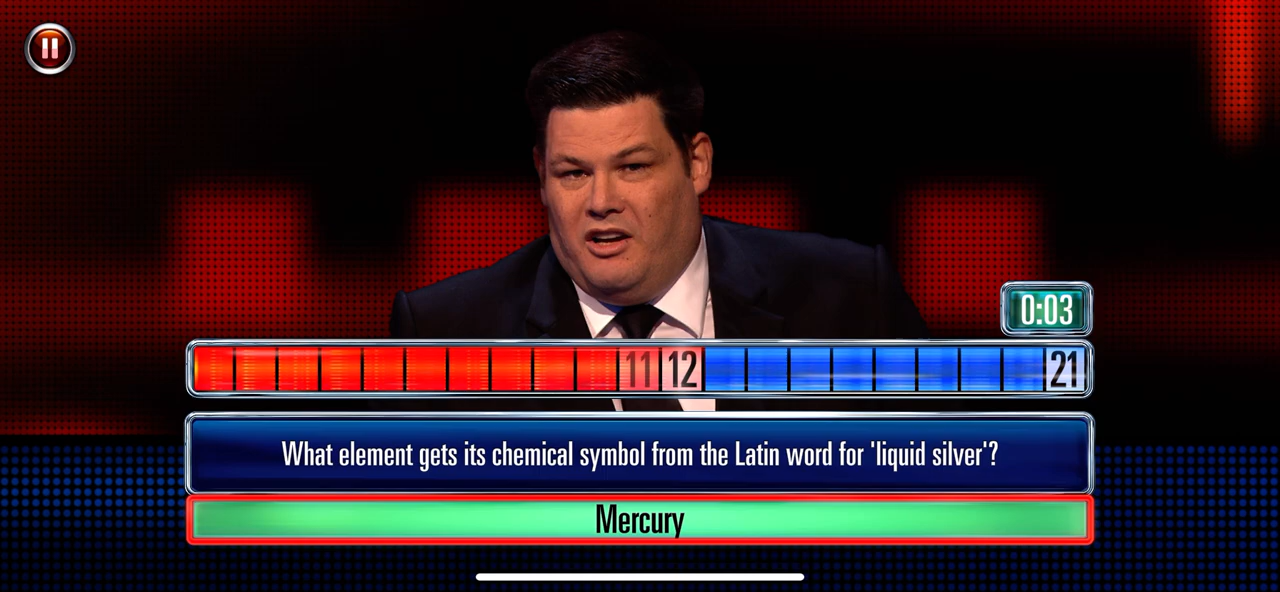 0:03
11 12 21
What element gets its chemical symbol from the Latin word for 'liquid silver'?
Mercury